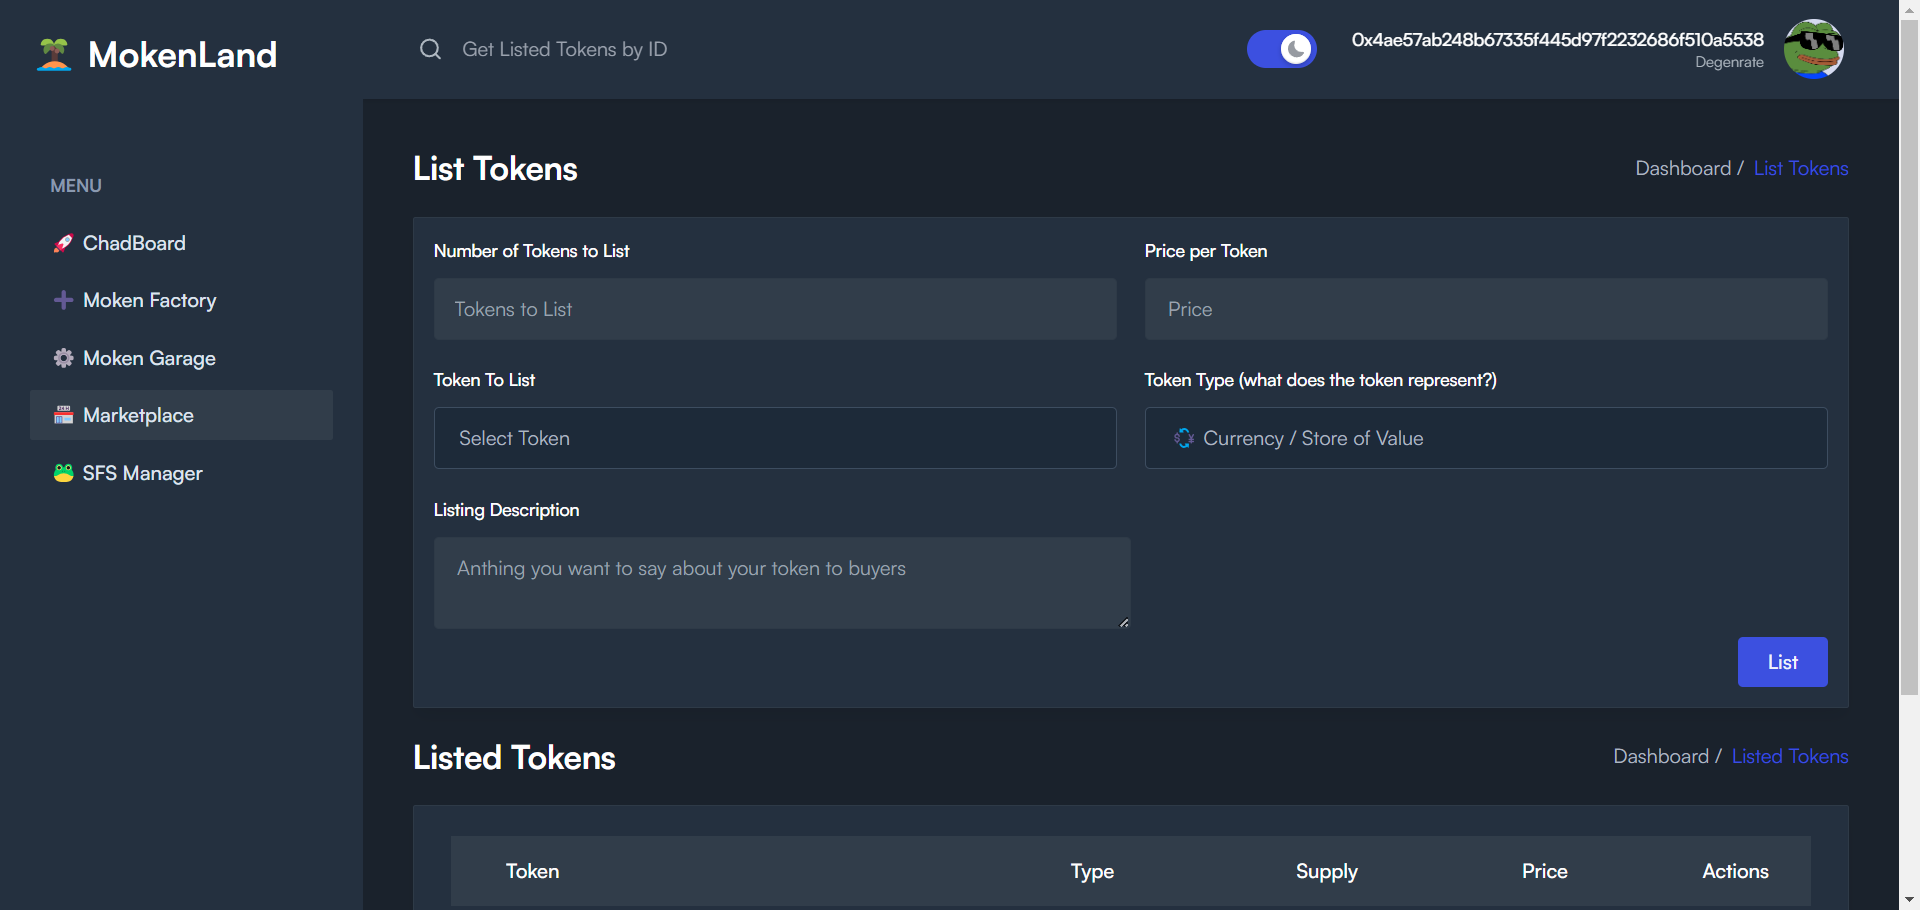 MokenLand
Get Listed Tokens by ID
0x4ae57ab248b67335f445d97f2232686f510a5538
Degenrate
MENU
ChadBoard
Moken Factory
Moken Garage
Marketplace
SFS Manager
List Tokens
Dashboard / List Tokens
Number of Tokens to List
Price per Token
Tokens to List
Price
Token To List
Token Type (what does the token represent?)
Select Token
Currency / Store of Value
Listing Description
Anthing you want to say about your token to buyers
List
Listed Tokens
Dashboard / Listed Tokens
Token Type Supply Price Actions